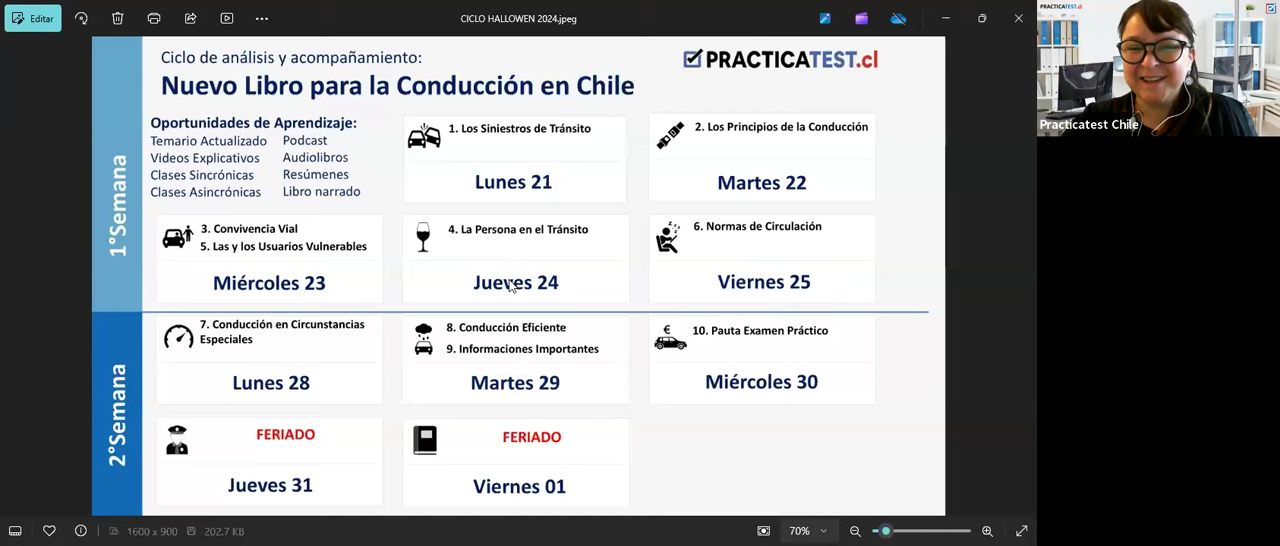 Editar
CICLO HALLOWEN 2024.jpeg
Ciclo de análisis y acompañamiento:
Nuevo Libro para la Conducción en Chile
PRACTICATEST.cl
1°Semana
Oportunidades de Aprendizaje:
Temario Actualizado
Podcast
Videos Explicativos
Audiolibros
Clases Sincrónicas
Resúmenes
Clases Asincrónicas
Libro narrado
1. Los Siniestros de Tránsito
Lunes 21
2. Los Principios de la Conducción
Martes 22
3. Convivencia Vial
5. Las y los Usuarios Vulnerables
Miércoles 23
4. La Persona en el Tránsito
Jueves 24
6. Normas de Circulación
Viernes 25
2°Semana
7. Conducción en Circunstancias
Especiales
Lunes 28
8. Conducción Eficiente
9. Informaciones Importantes
Martes 29
€
10. Pauta Examen Práctico
Miércoles 30
FERIADO
Jueves 31
FERIADO
Viernes 01
1600 x 900
202.7 KB
70%
PRACTICATEST.cl
Practicatest Chile